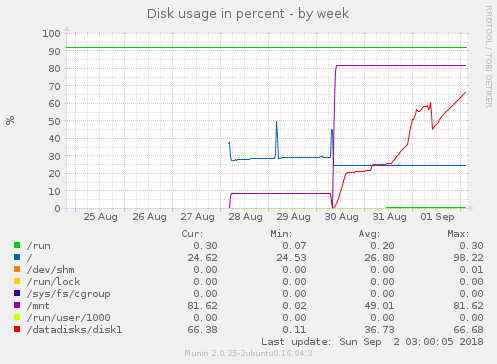 Disk usage in percent - by week
RRDTOOL / TOBI OETIKER
%
100
90
80
70
60
50
40
30
20
10
0
25 Aug 26 Aug 27 Aug 28 Aug 29 Aug 30 Aug 31 Aug 01 Sep
Cur: Min: Avg: Max:
/run 0.30 0.07 0.20 0.30
/ 24.62 24.53 26.80 98.22
/dev/shm 0.00 0.00 0.00 0.01
/run/lock 0.00 0.00 0.00 0.00
/sys/fs/cgroup 0.00 0.00 0.00 0.00
/mnt 81.62 0.02 49.01 81.62
/run/user/1000 0.00 0.00 0.00 0.00
/datadisks/disk1 66.38 0.11 36.73 66.68
Last update: Sun Sep 2 03:00:05 2018
Munin 2.0.25-2ubuntu0.16.04.3